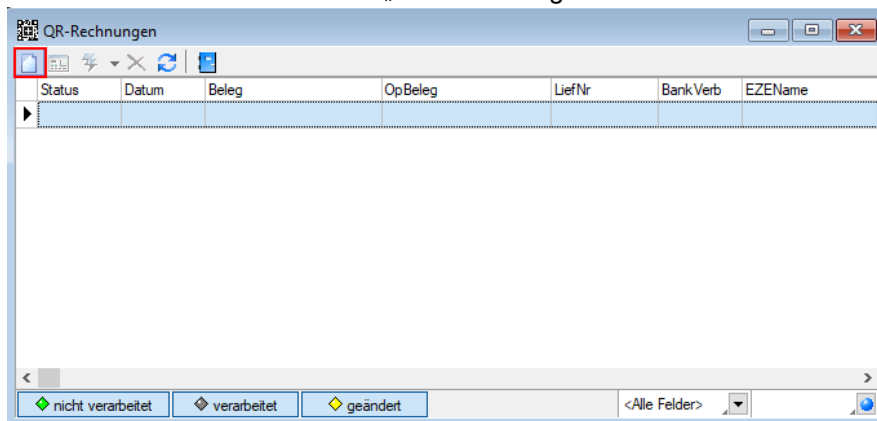 QR-Rechnungen
Status Datum Beleg OpBeleg LiefNr BankVerb EZEName
nicht verarbeitet verarbeitet geändert <Alle Felder>